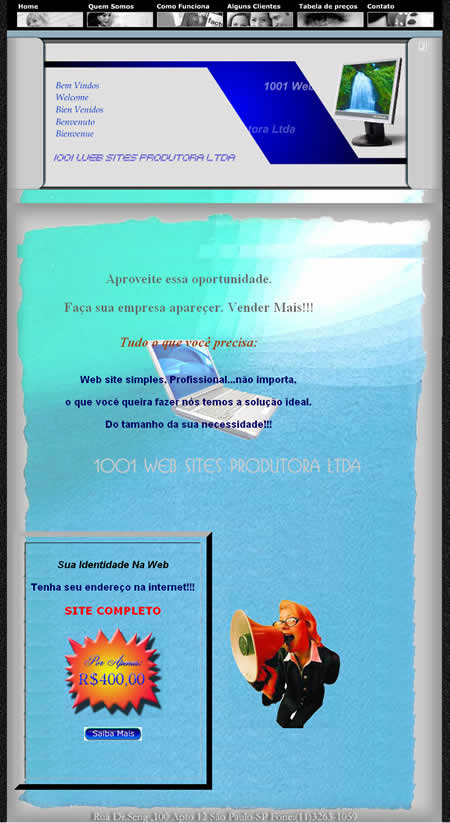 Home Quem Somos Como Funciona Alguns Clientes Tabela de preços Contato
Bem Vindos
Welcome
Bien Venidos
Benvenuto
Bienvenue
1001 Web
tora Ltda
1001 WEB SITES PRODUTORA LTDA
Aproveite essa oportunidade.
Faça sua empresa apareçer. Vender Mais!!!
Tudo o que você precisa:
Web site simples. Profissional...não importa,
o que você queira fazer nós temos a solução ideal.
Do tamanho da sua necessidade!!!
1001 WEB SITES PRODUTORA LTDA
Sua Identidade Na Web
Tenha seu endereço na internet!!!
SITE COMPLETO
Por Apenas!
R$400,00
Saiba Mais
Rua Dr.Seng ,100 Apto 12 São Paulo-SP Fone:(11)3263-1059